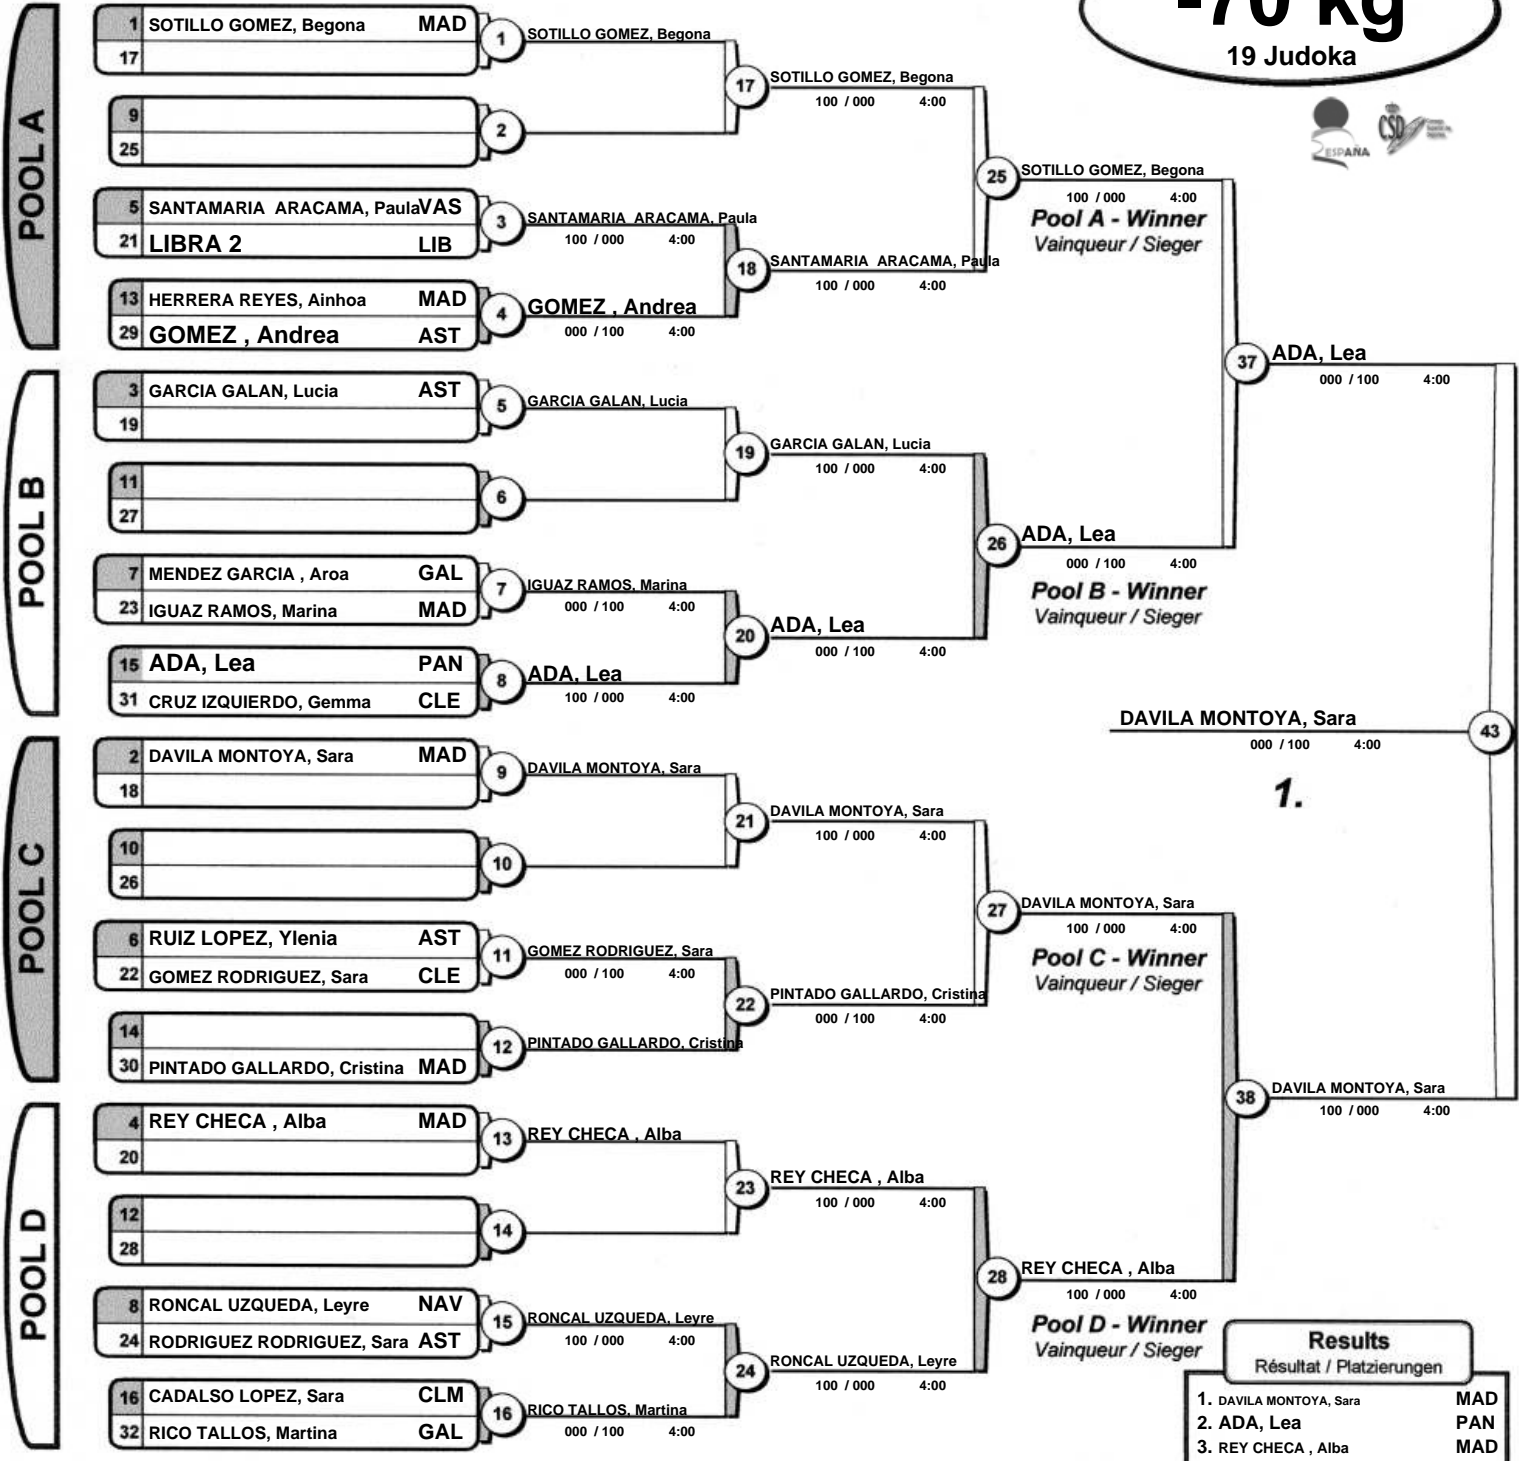 -70 kg
19 Judoka
ESPAÑA
CSD
POOL A
1 SOTILLO GOMEZ, Begona MAD
17
9
25
5 SANTAMARIA ARACAMA, Paula VAS
21 LIBRA 2 LIB
13 HERRERA REYES, Ainhoa MAD
29 GOMEZ , Andrea AST
POOL B
3 GARCIA GALAN, Lucia AST
19
11
27
7 MENDEZ GARCIA , Aroa GAL
23 IGUAZ RAMOS, Marina MAD
15 ADA, Lea PAN
31 CRUZ IZQUIERDO, Gemma CLE
POOL C
2 DAVILA MONTOYA, Sara MAD
18
10
26
6 RUIZ LOPEZ, Ylenia AST
22 GOMEZ RODRIGUEZ, Sara CLE
14
30 PINTADO GALLARDO, Cristina MAD
POOL D
4 REY CHECA , Alba MAD
20
12
28
8 RONCAL UZQUEDA, Leyre NAV
24 RODRIGUEZ RODRIGUEZ, Sara AST
16 CADALSO LOPEZ, Sara CLM
32 RICO TALLOS, Martina GAL
1 SOTILLO GOMEZ, Begona
2
3 SANTAMARIA ARACAMA, Paula
100 / 000 4:00
4 GOMEZ , Andrea
000 / 100 4:00
5 GARCIA GALAN, Lucia
6
7 IGUAZ RAMOS, Marina
000 / 100 4:00
8 ADA, Lea
100 / 000 4:00
9 DAVILA MONTOYA, Sara
10
11 GOMEZ RODRIGUEZ, Sara
000 / 100 4:00
12 PINTADO GALLARDO, Cristina
13 REY CHECA , Alba
14
15 RONCAL UZQUEDA, Leyre
100 / 000 4:00
16 RICO TALLOS, Martina
000 / 100 4:00
17 SOTILLO GOMEZ, Begona
100 / 000 4:00
18 SANTAMARIA ARACAMA, Paula
100 / 000 4:00
19 GARCIA GALAN, Lucia
100 / 000 4:00
20 ADA, Lea
000 / 100 4:00
21 DAVILA MONTOYA, Sara
100 / 000 4:00
22 PINTADO GALLARDO, Cristina
000 / 100 4:00
23 REY CHECA , Alba
100 / 000 4:00
24 RONCAL UZQUEDA, Leyre
100 / 000 4:00
25 SOTILLO GOMEZ, Begona
100 / 000 4:00
Pool A - Winner
Vainqueur / Sieger
26 ADA, Lea
000 / 100 4:00
Pool B - Winner
Vainqueur / Sieger
27 DAVILA MONTOYA, Sara
100 / 000 4:00
Pool C - Winner
Vainqueur / Sieger
28 REY CHECA , Alba
100 / 000 4:00
Pool D - Winner
Vainqueur / Sieger
37 ADA, Lea
000 / 100 4:00
38 DAVILA MONTOYA, Sara
100 / 000 4:00
DAVILA MONTOYA, Sara 43
000 / 100 4:00
1.
Results
Résultat / Platzierungen
1. DAVILA MONTOYA, Sara MAD
2. ADA, Lea PAN
3. REY CHECA , Alba MAD